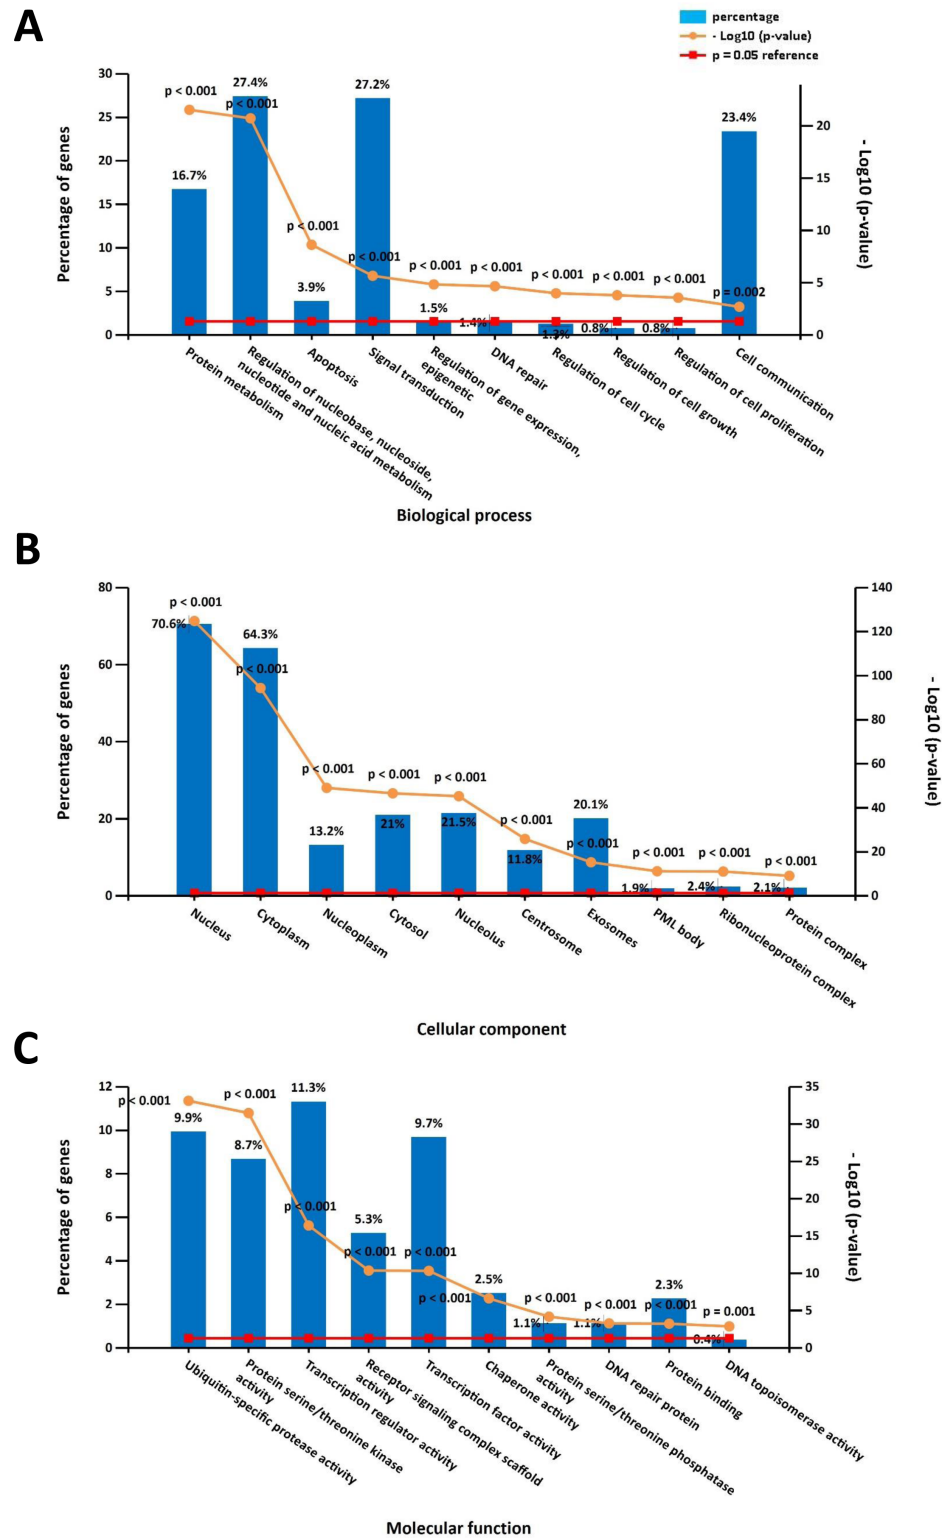 A
percentage
- Log10 (p-value)
p = 0.05 reference
30
25
20
15
10
5
0
Percentage of genes
20
15
10
5
0
- Log10 (p-value)
p < 0.001
p < 0.001
p < 0.001
p < 0.001
p < 0.001
p < 0.001
p < 0.001
p < 0.001
p < 0.001
p = 0.002
16.7%
27.4%
3.9%
27.2%
1.5%
1.4%
1.3%
0.8%
0.8%
23.4%
Protein metabolism
Regulation of nucleobase, nucleoside,
nucleotide and nucleic acid metabolism
Apoptosis
Signal transduction
Regulation of gene expression,
epigenetic
DNA repair
Regulation of cell cycle
Regulation of cell growth
Regulation of cell proliferation
Cell communication
Biological process
B
80
60
40
20
0
Percentage of genes
140
120
100
80
60
40
20
0
- Log10 (p-value)
p < 0.001
p < 0.001
p < 0.001
p < 0.001
p < 0.001
p < 0.001
p < 0.001
p < 0.001
p < 0.001
p < 0.001
70.6%
64.3%
13.2%
21%
21.5%
11.8%
20.1%
1.9%
2.4%
2.1%
Nucleus
Cytoplasm
Nucleoplasm
Cytosol
Nucleolus
Centrosome
Exosomes
PML body
Ribonucleoprotein complex
Protein complex
Cellular component
C
12
10
8
6
4
2
0
Percentage of genes
35
30
25
20
15
10
5
0
- Log10 (p-value)
p < 0.001
p < 0.001
p < 0.001
p < 0.001
p < 0.001
p < 0.001
p < 0.001
p < 0.001
p < 0.001
p = 0.001
9.9%
8.7%
11.3%
5.3%
9.7%
2.5%
1.1%
1.1%
2.3%
0.4%
Ubiquitin-specific protease activity
Protein serine/threonine kinase
activity
Transcription regulator activity
Receptor signaling complex scaffold
activity
Transcription factor activity
Chaperone activity
Protein serine/threonine phosphatase
activity
DNA repair protein
Protein binding
DNA topoisomerase activity
Molecular function